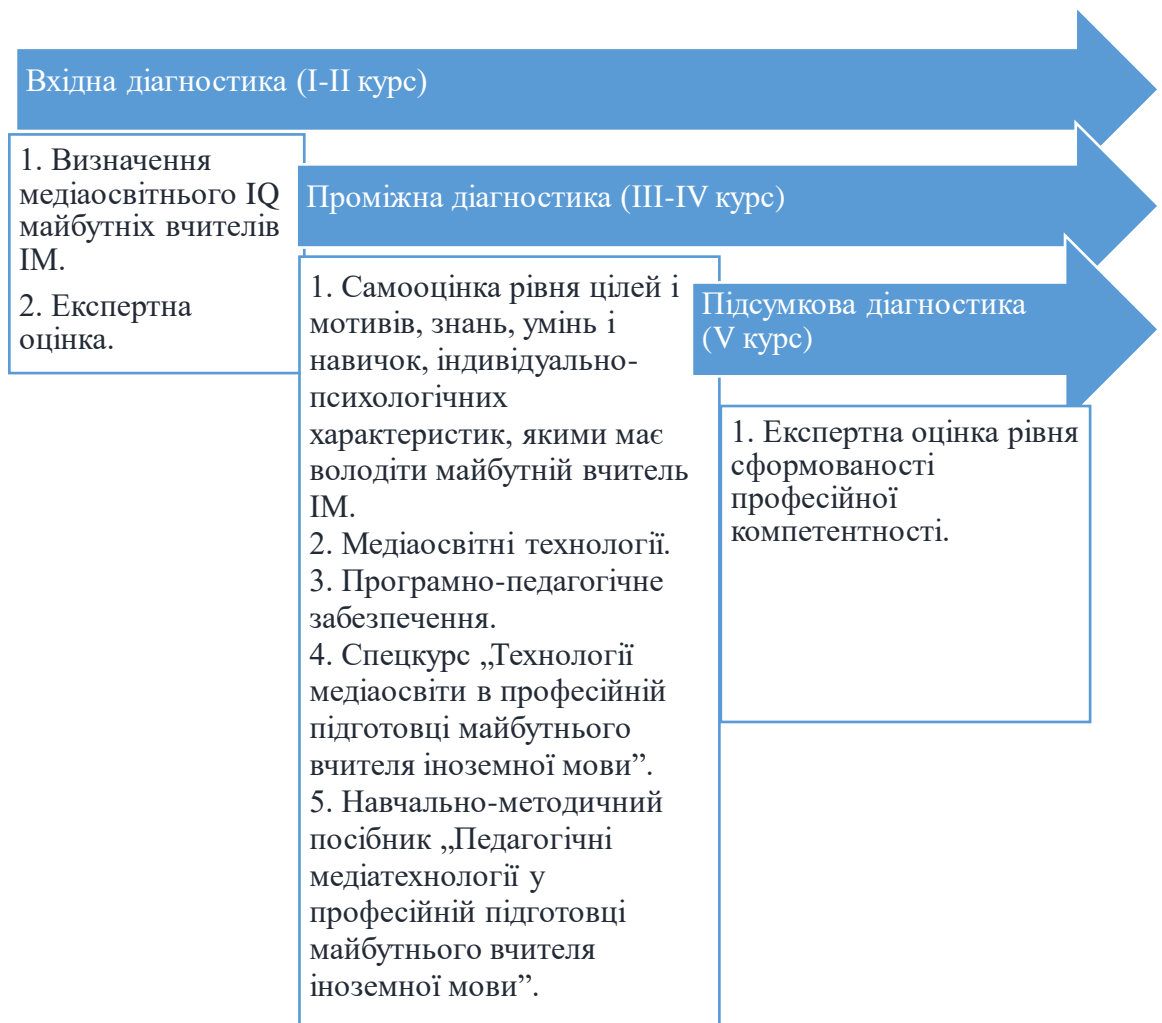 Вхідна діагностика (I-II курс)
1. Визначення
медіаосвітнього IQ
майбутніх вчителів
ІМ.
2. Експертна
оцінка.
Проміжна діагностика (III-IV курс)
1. Самооцінка рівня цілей і
мотивів, знань, умінь і
навичок, індивідуально-
психологічних
характеристик, якими має
володіти майбутній вчитель
ІМ.
2. Медіаосвітні технології.
3. Програмно-педагогічне
забезпечення.
4. Спецкурс „Технології
медіаосвіти в професійній
підготовці майбутнього
вчителя іноземної мови”.
5. Навчально-методичний
посібник „Педагогічні
медіатехнології у
професійній підготовці
майбутнього вчителя
іноземної мови”.
Підсумкова діагностика
(V курс)
1. Експертна оцінка рівня
сформованості
професійної
компетентності.